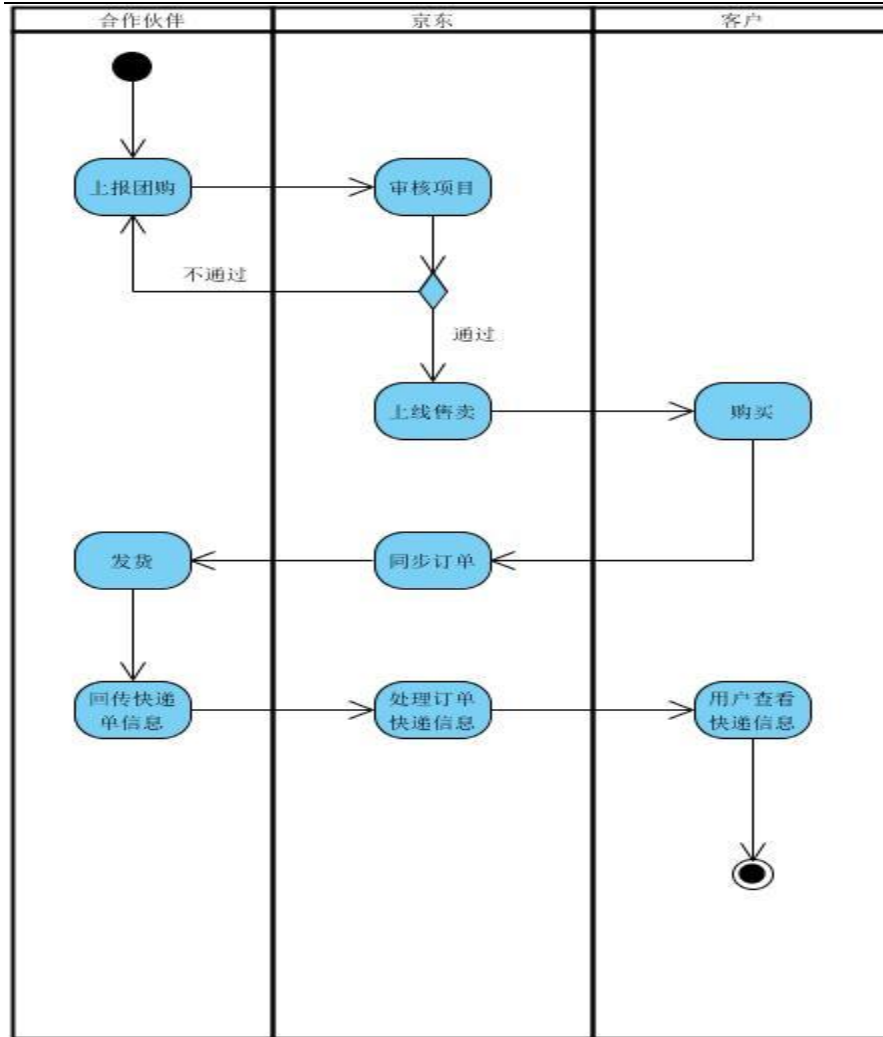 合作伙伴
京东
客户
上报团购
审核项目
不通过
通过
上线售卖
购买
发货
同步订单
回传快递
单信息
处理订单
快递信息
用户查看
快递信息